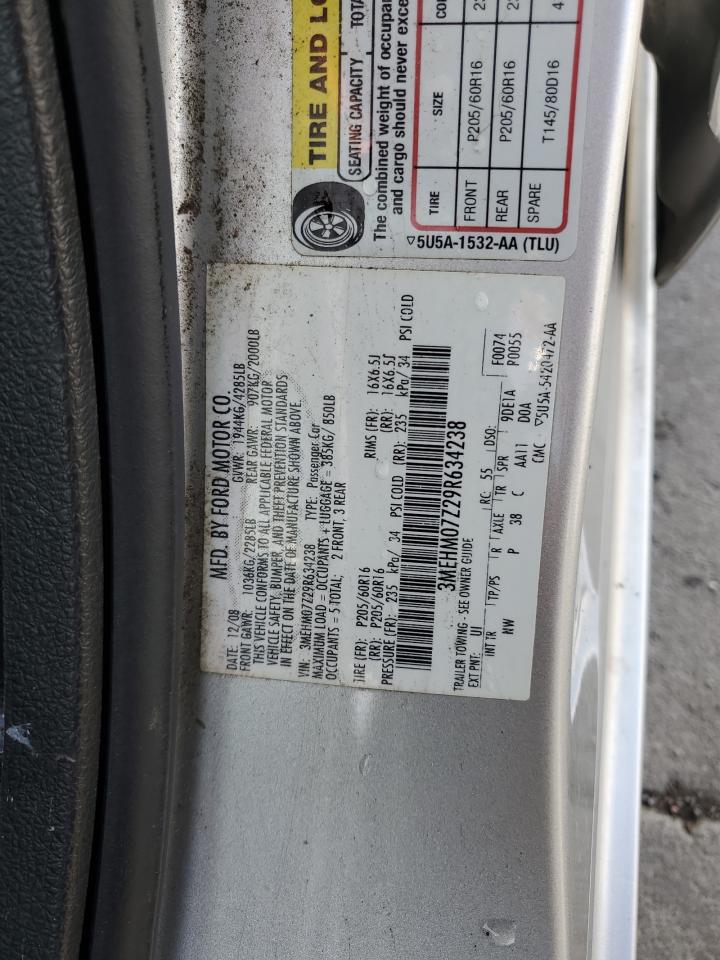 TIRE AND LO
SEATING CAPACITY TOTA
The combined weight of occupan
and cargo should never exce
TIRE SIZE CO
FRONT P205/60R16 2
REAR P205/60R16 2
SPARE T145/80D16 4
5U5A-1532-AA (TLU)
MFD. BY FORD MOTOR CO.
DATE: 12/08 GVWR: 1944KG/4285LB
FRONT GAWR: 1036KG/2285LB REAR GAWR: 907KG/2000LB
THIS VEHICLE CONFORMS TO ALL APPLICABLE FEDERAL MOTOR
VEHICLE SAFETY, BUMPER, AND THEFT PREVENTION STANDARDS
IN EFFECT ON THE DATE OF MANUFACTURE SHOWN ABOVE.
VIN: 3MEHM07Z29R634238 TYPE: Passenger Car
MAXIMUM LOAD = OCCUPANTS + LUGGAGE = 385KG/ 850LB
OCCUPANTS = 5 TOTAL; 2 FRONT, 3 REAR
TIRE (FR): P205/60R16 RIMS (FR): 16X6.5J
(RR): P205/60R16 (RR): 16X6.5J
PRESSURE (FR): 235 kPa/ 34 PSI COLD (RR): 235 kPa/ 34 PSI COLD
3MEHM07Z29R634238
TRAILER TOWING - SEE OWNER GUIDE
EXT PNT: UI RC: 55 DSO: F0074
INT TR TP/PS R AXLE TR SPR 9DE1A P0055
NW P 38 C AA11 DOA
CMC 5U5A-5420472-AA